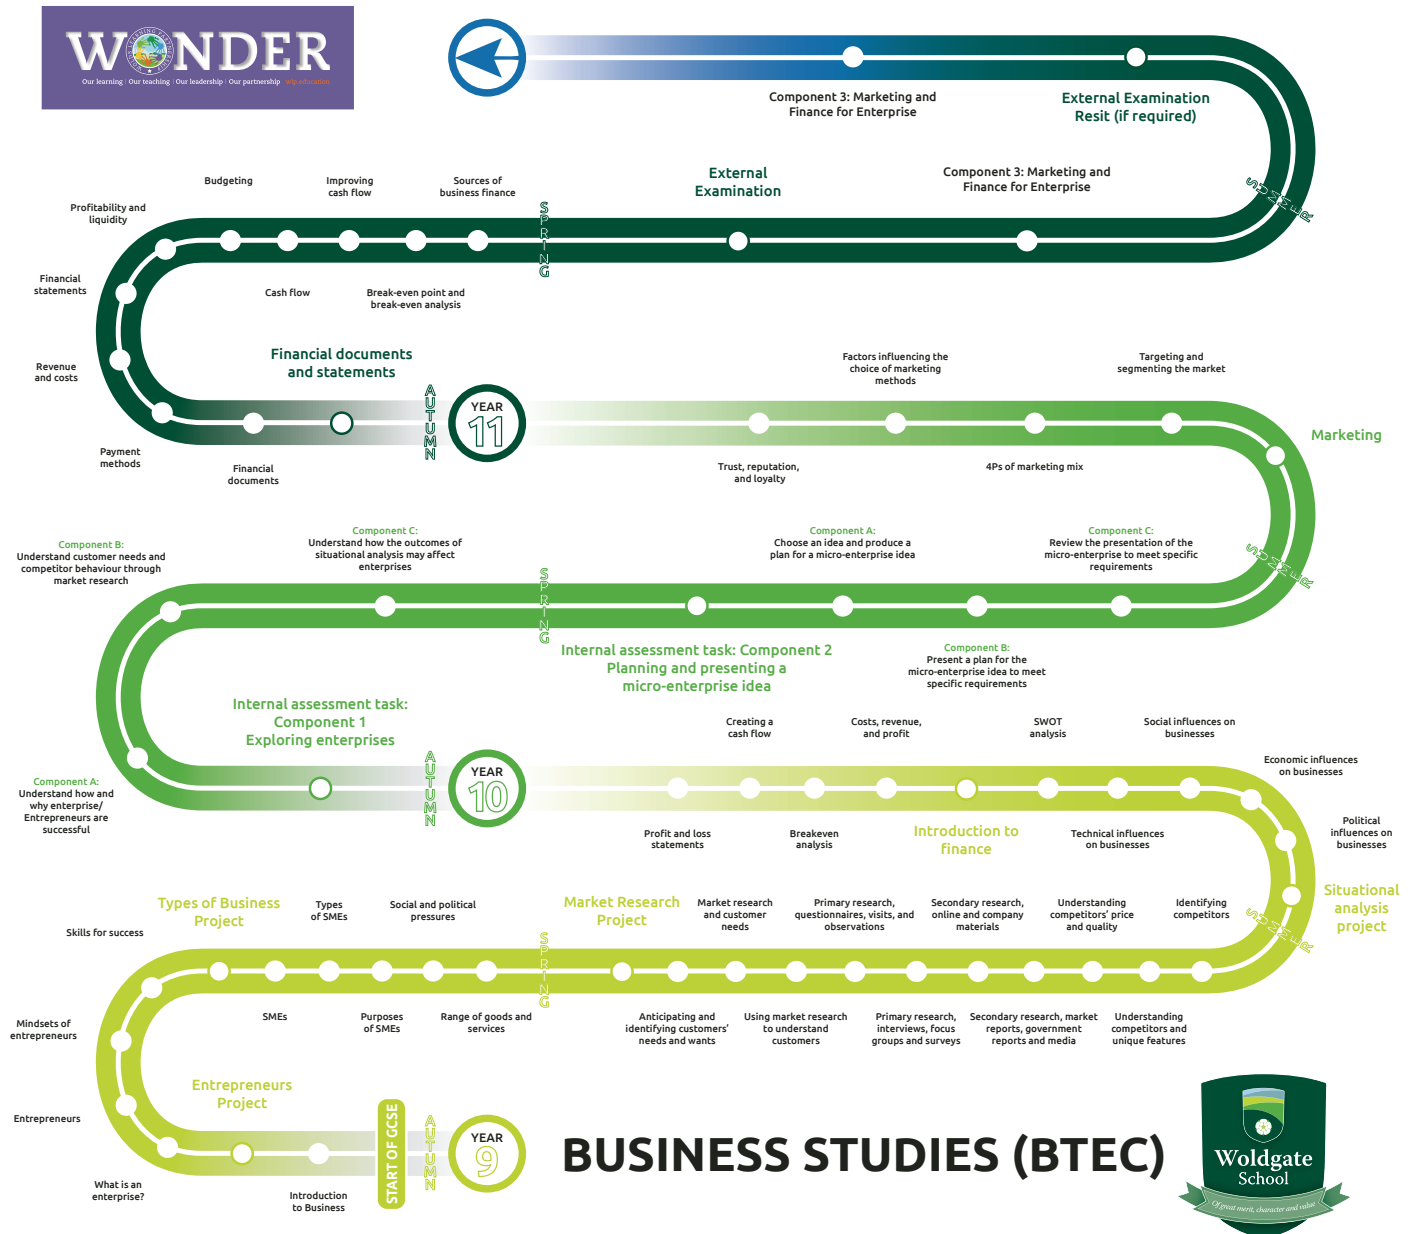 WONDER
Our learning | Our teaching | Our leadership | Our partnership wlp.education
Component 3: Marketing and
Finance for Enterprise
External Examination
Resit (if required)
SUMMER
Component 3: Marketing and
Finance for Enterprise
External
Examination
SPRING
Sources of
business finance
Improving
cash flow
Budgeting
Break-even point and
break-even analysis
Cash flow
Profitability and
liquidity
Financial
statements
Revenue
and costs
Payment
methods
Financial
documents
Financial documents
and statements
AUTUMN
YEAR
11
Trust, reputation,
and loyalty
Factors influencing the
choice of marketing
methods
4Ps of marketing mix
Targeting and
segmenting the market
Marketing
SUMMER
Component C:
Review the presentation of the
micro-enterprise to meet specific
requirements
Component B:
Present a plan for the
micro-enterprise idea to meet
specific requirements
Component A:
Choose an idea and produce a
plan for a micro-enterprise idea
Internal assessment task: Component 2
Planning and presenting a
micro-enterprise idea
SPRING
Component C:
Understand how the outcomes of
situational analysis may affect
enterprises
Component B:
Understand customer needs and
competitor behaviour through
market research
Component A:
Understand how and
why enterprise/
Entrepreneurs are
successful
Internal assessment task:
Component 1
Exploring enterprises
AUTUMN
YEAR
10
Profit and loss
statements
Creating a
cash flow
Breakeven
analysis
Costs, revenue,
and profit
Introduction to
finance
SWOT
analysis
Technical influences
on businesses
Social influences on
businesses
Economic influences
on businesses
Political
influences on
businesses
Situational
analysis
project
SUMMER
Identifying
competitors
Understanding
competitors and
unique features
Understanding
competitors' price
and quality
Secondary research, market
reports, government
reports and media
Secondary research,
online and company
materials
Primary research,
interviews, focus
groups and surveys
Primary research,
questionnaires, visits, and
observations
Using market research
to understand
customers
Market research
and customer
needs
Anticipating and
identifying customers'
needs and wants
Market Research
Project
SPRING
Range of goods and
services
Social and political
pressures
Purposes
of SMEs
Types
of SMEs
SMEs
Types of Business
Project
Skills for success
Mindsets of
entrepreneurs
Entrepreneurs
What is an
enterprise?
Entrepreneurs
Project
Introduction
to Business
START OF GCSE
AUTUMN
YEAR
9
BUSINESS STUDIES (BTEC)
Woldgate
School
Of great merit, character and value